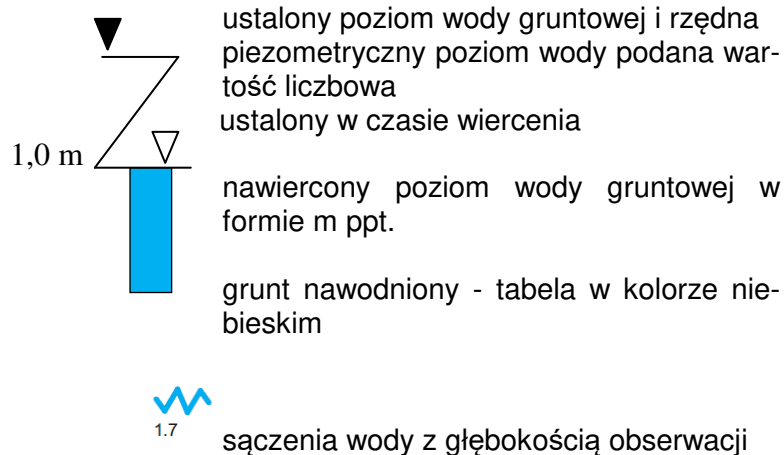 ustalony poziom wody gruntowej i rzędna
piezometryczny poziom wody podana war-
tość liczbowa
ustalony w czasie wiercenia
1,0 m
nawiercony poziom wody gruntowej w
formie m ppt.
grunt nawodniony - tabela w kolorze nie-
bieskim
1.7
sączenia wody z głębokością obserwacji